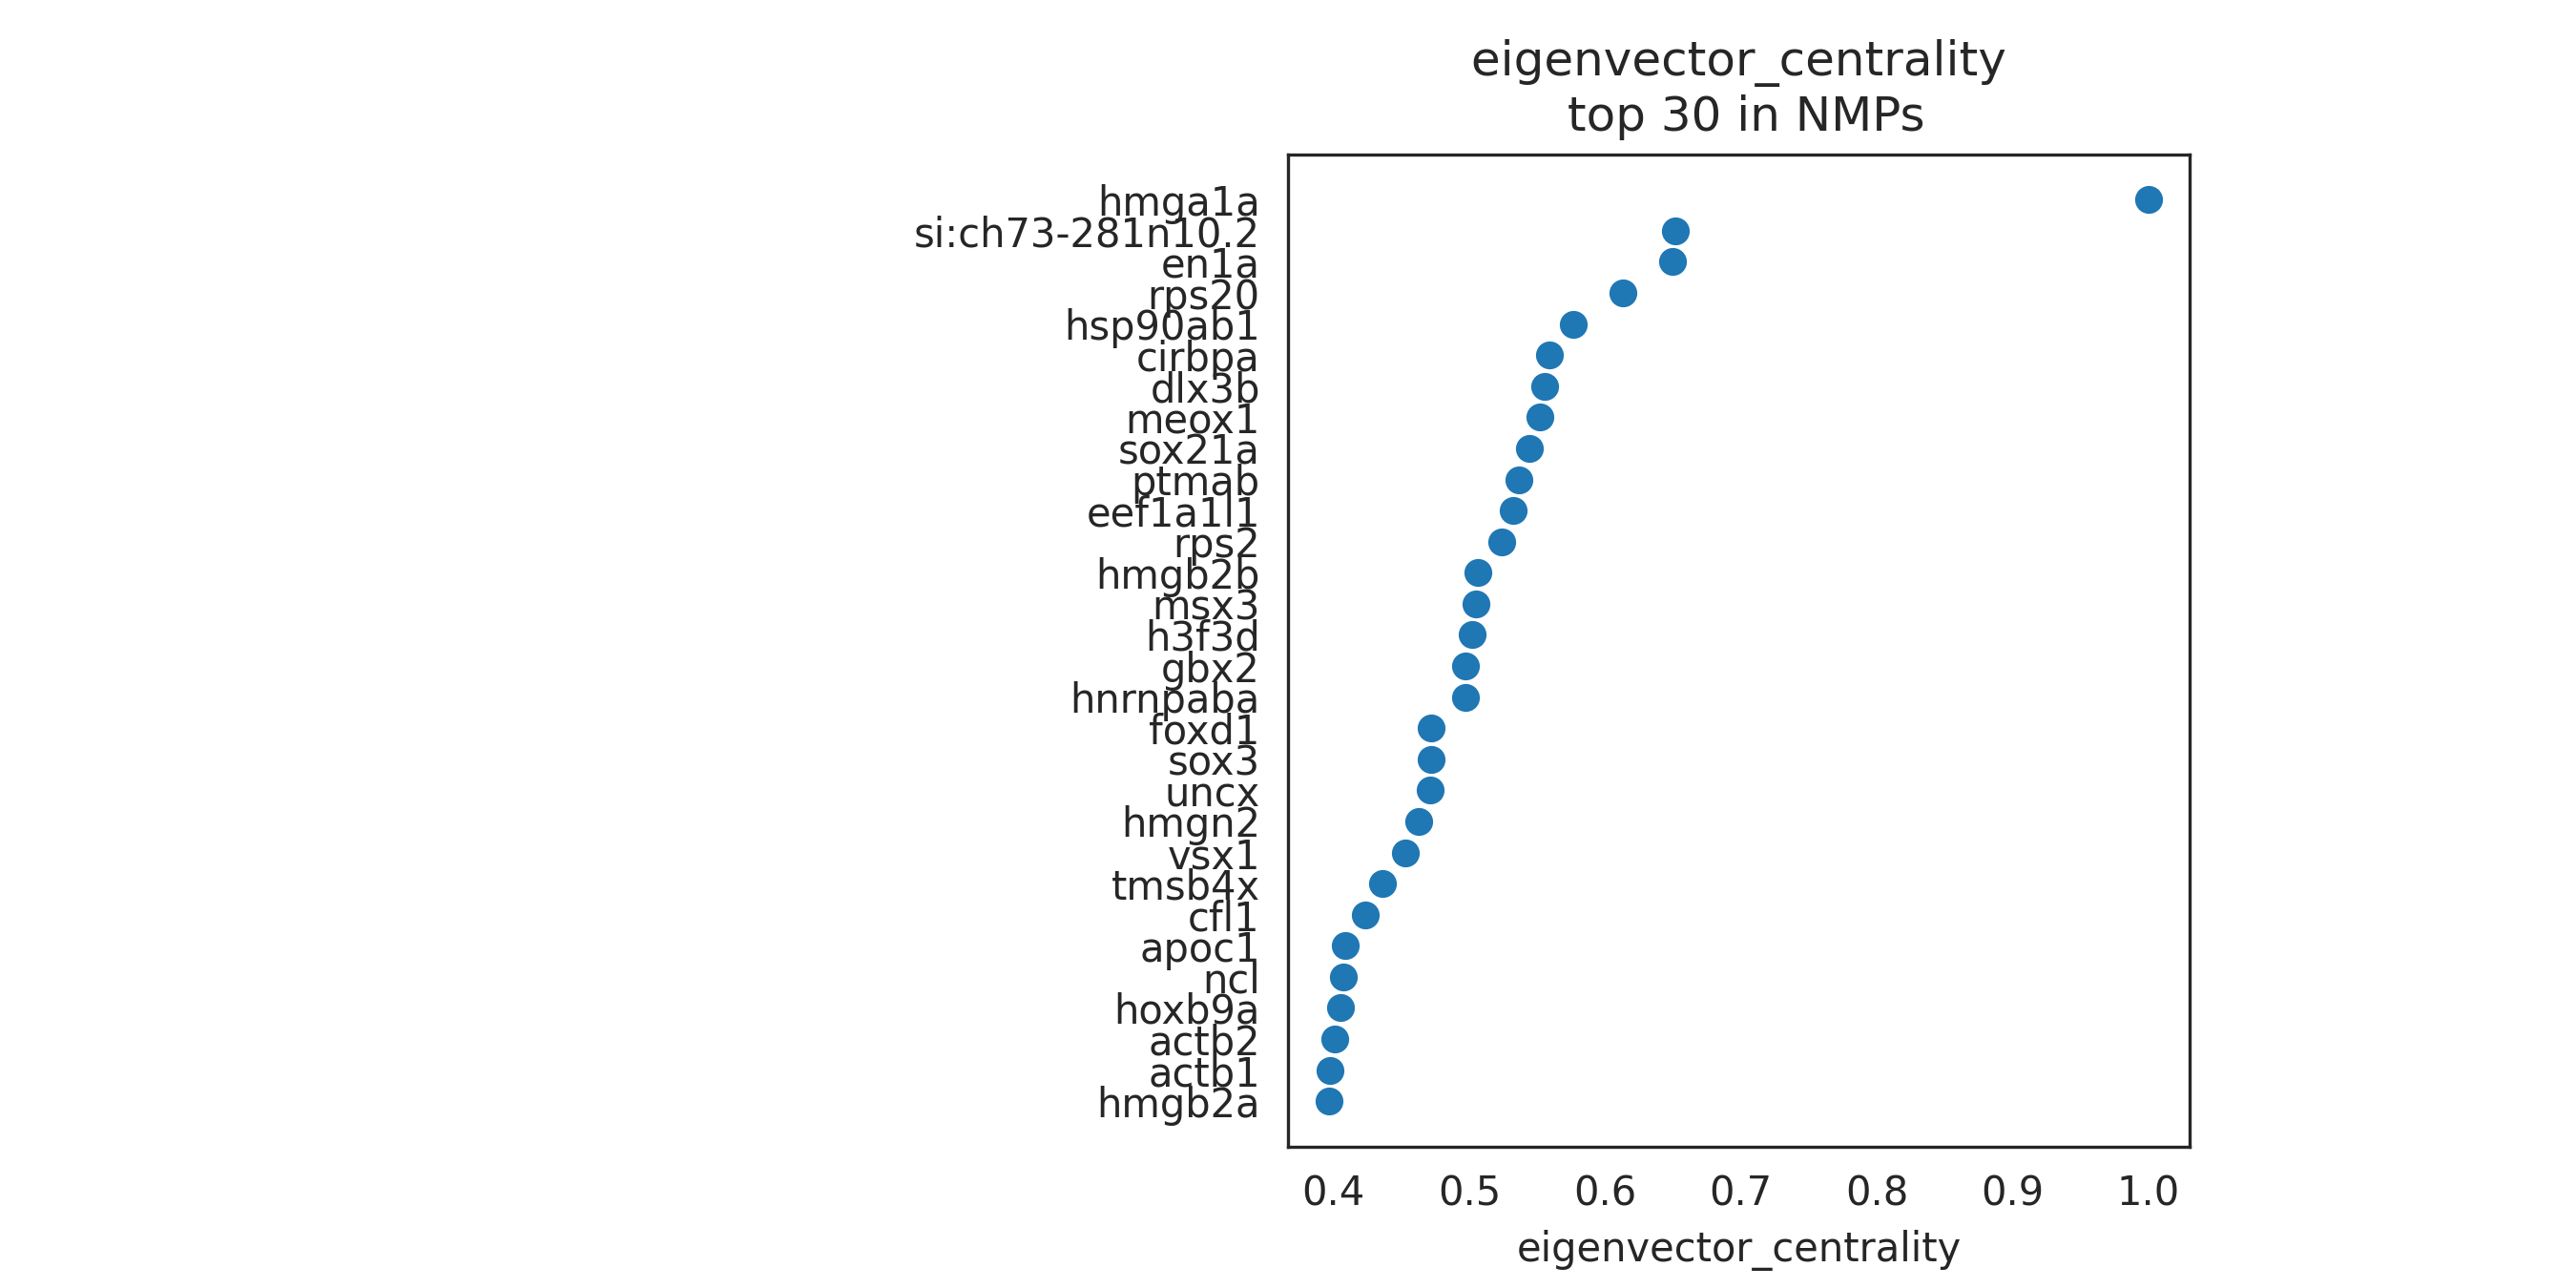 eigenvector_centrality
top 30 in NMPs
hmga1a
si:ch73-281n10.2
en1a
rps20
hsp90ab1
cirbpa
dlx3b
meox1
sox21a
ptmab
eef1a1l1
rps2
hmgb2b
msx3
h3f3d
gbx2
hnrnpaba
foxd1
sox3
uncx
hmgn2
vsx1
tmsb4x
cfl1
apoc1
ncl
hoxb9a
actb2
actb1
hmgb2a
0.4 0.5 0.6 0.7 0.8 0.9 1.0
eigenvector_centrality